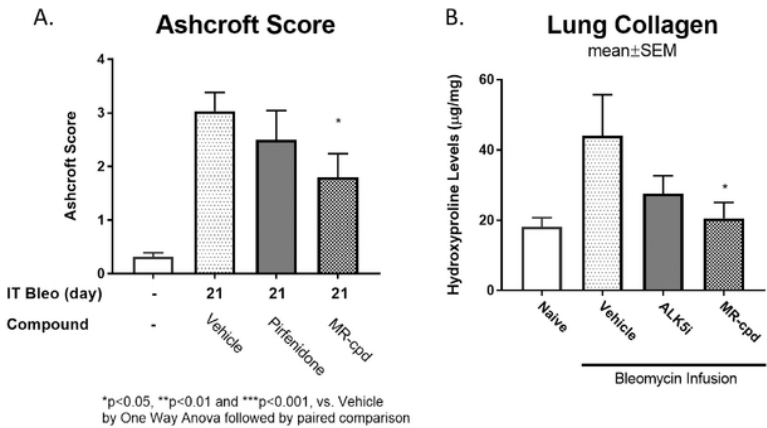 A.
Ashcroft Score
Ashcroft Score
4
3
2
1
0
*
IT Bleo (day) - 21 21 21
Compound - Vehicle Pirfenidone MR-cpd
*p<0.05, **p<0.01 and ***p<0.001, vs. Vehicle
by One Way Anova followed by paired comparison
B.
Lung Collagen
mean±SEM
Hydroxyproline Levels (μg/mg)
60
40
20
0
*
Naive Vehicle ALK5i MR-cpd
Bleomycin Infusion